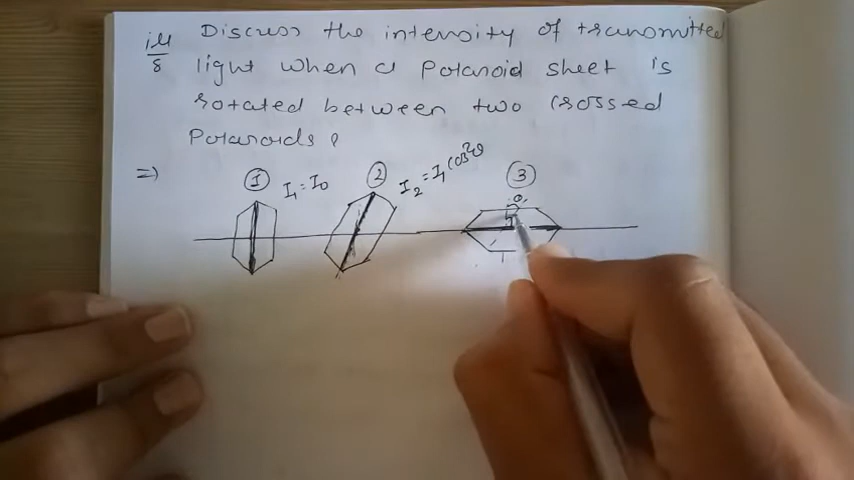 ill
8
Discuss the intensity of transmitted
light when a Polaroid sheet is
rotated between two crossed
Polaroids ?
=)
① I₁ = I₀ ② I₂ = I₁ cos²θ ③
θ